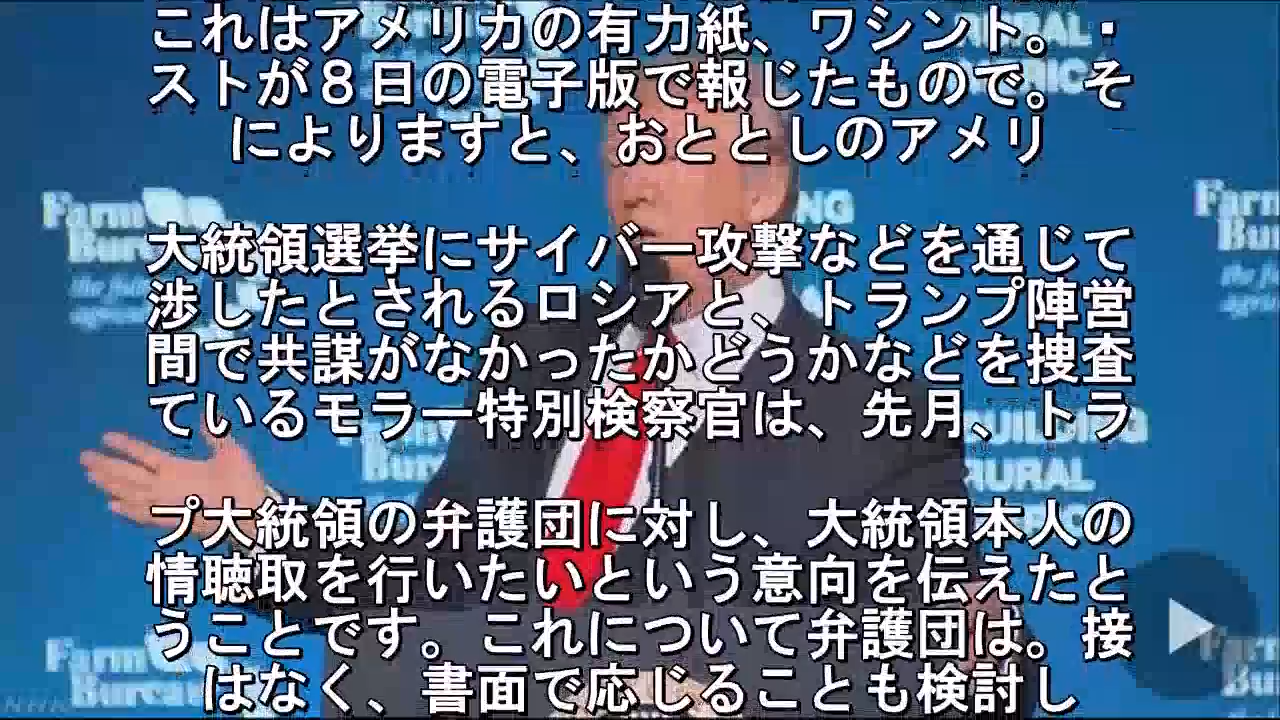 これはアメリカの有力紙、ワシント。・
ストが８日の電子版で報じたもので。そ
によりますと、おととしのアメリ
大統領選挙にサイバー攻撃などを通じて
渉したとされるロシアと、トランプ陣営
間で共謀がなかったかどうかなどを捜査
ているモラー特別検察官は、先月、トラ
プ大統領の弁護団に対し、大統領本人の
情聴取を行いたいという意向を伝えたと
うことです。これについて弁護団は。接
はなく、書面で応じることも検討し
Farm
Bureau
NG
BUILDING
RURAL
Farm
Bureau
NHK